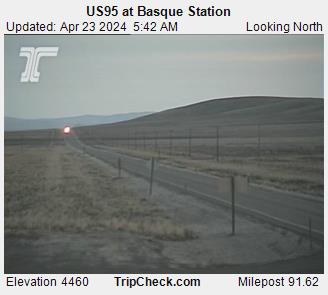 US95 at Basque Station
Updated: Apr 23 2024 5:42 AM Looking North
Elevation 4460 TripCheck.com Milepost 91.62